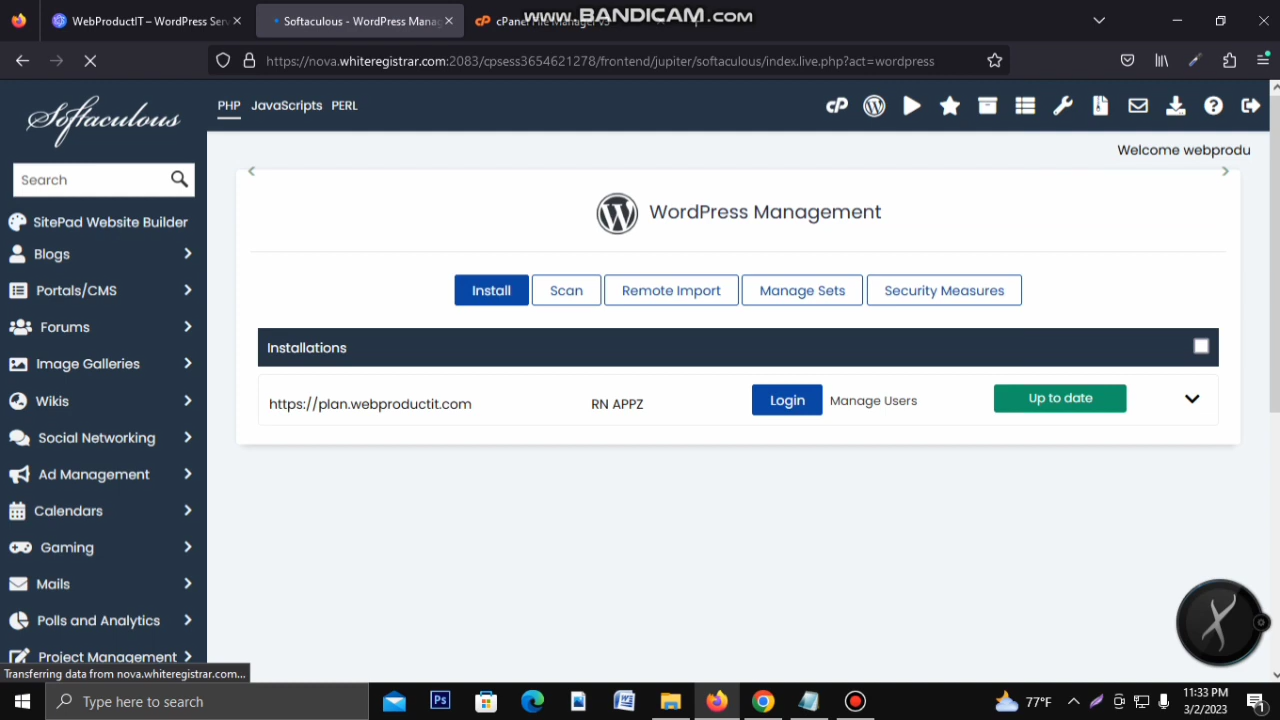 www.BANDICAM.com
WebProductIT – WordPress Serv
Softaculous - WordPress Manag
cPanel File Manager v3
https://nova.whiteregistrar.com:2083/cpsess3654621278/frontend/jupiter/softaculous/index.live.php?act=wordpress
Softaculous
PHP JavaScripts PERL
Welcome webprodu
Search
SitePad Website Builder
Blogs
Portals/CMS
Forums
Image Galleries
Wikis
Social Networking
Ad Management
Calendars
Gaming
Mails
Polls and Analytics
Project Management
WordPress Management
Install Scan Remote Import Manage Sets Security Measures
Installations
https://plan.webproductit.com RN APPZ Login Manage Users Up to date
Transferring data from nova.whiteregistrar.com...
Type here to search
Ps
77°F
11:33 PM
3/2/2023
1